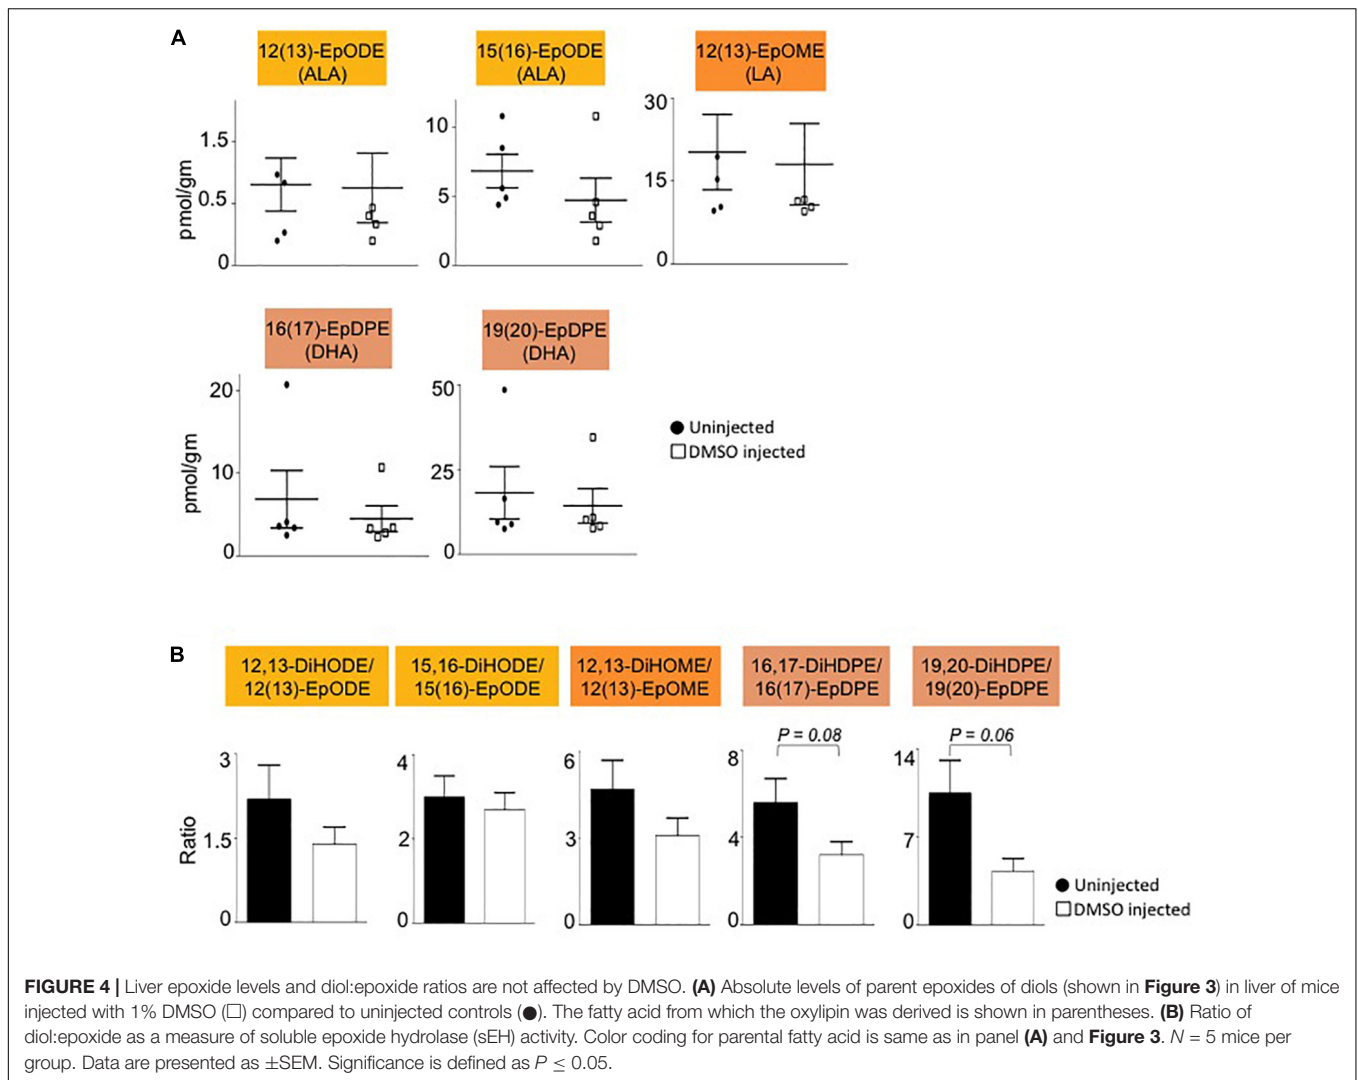 A
12(13)-EpODE
(ALA)
15(16)-EpODE
(ALA)
12(13)-EpOME
(LA)
pmol/gm
1.5
0.5
0
10
5
0
30
15
0
16(17)-EpDPE
(DHA)
19(20)-EpDPE
(DHA)
pmol/gm
20
10
0
50
25
0
● Uninjected
□ DMSO injected
B
12,13-DiHODE/
12(13)-EpODE
15,16-DiHODE/
15(16)-EpODE
12,13-DiHOME/
12(13)-EpOME
16,17-DiHDPE/
16(17)-EpDPE
19,20-DiHDPE/
19(20)-EpDPE
Ratio
3
1.5
0
4
2
0
6
3
0
P = 0.08
8
4
0
P = 0.06
14
7
0
● Uninjected
□ DMSO injected
FIGURE 4 | Liver epoxide levels and diol:epoxide ratios are not affected by DMSO. (A) Absolute levels of parent epoxides of diols (shown in Figure 3) in liver of mice
injected with 1% DMSO (□) compared to uninjected controls (●). The fatty acid from which the oxylipin was derived is shown in parentheses. (B) Ratio of
diol:epoxide as a measure of soluble epoxide hydrolase (sEH) activity. Color coding for parental fatty acid is same as in panel (A) and Figure 3. N = 5 mice per
group. Data are presented as ±SEM. Significance is defined as P ≤ 0.05.